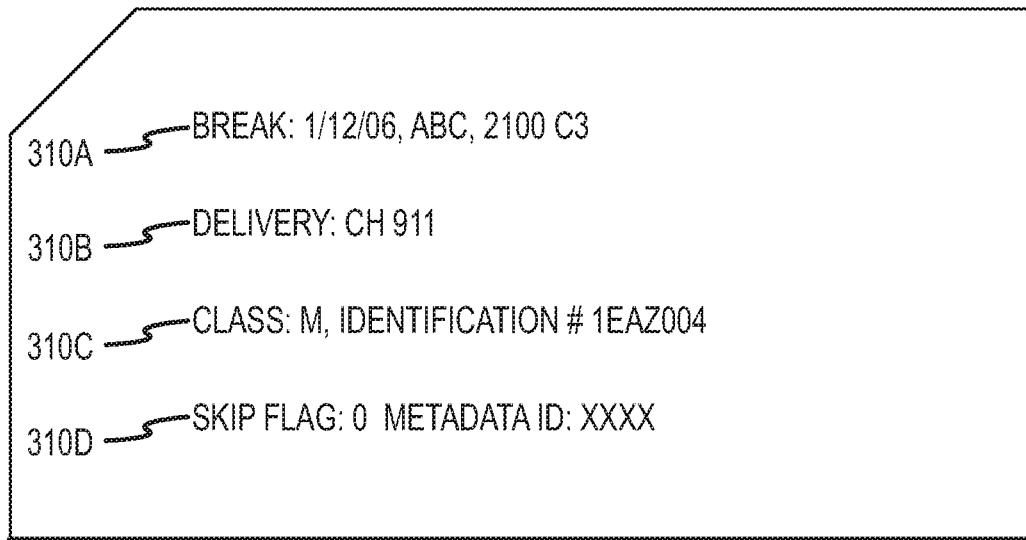 310A BREAK: 1/12/06, ABC, 2100 C3
310B DELIVERY: CH 911
310C CLASS: M, IDENTIFICATION # 1EAZ004
310D SKIP FLAG: 0 METADATA ID: XXXX